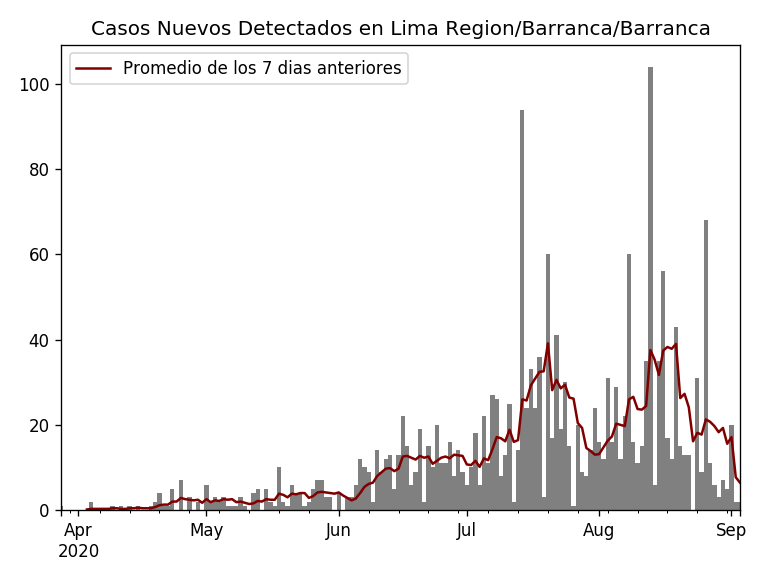 Casos Nuevos Detectados en Lima Region/Barranca/Barranca
Promedio de los 7 dias anteriores
100
80
60
40
20
0
Apr May Jun Jul Aug Sep
2020